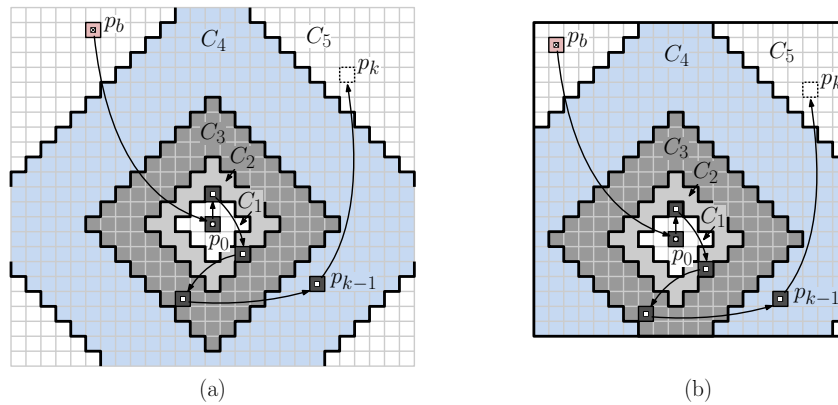 p_b
C_4
C_5
p_k
C_3
C_2
C_1
p_0
p_{k−1}
(a)
p_b
C_4
C_5
p_k
C_3
C_2
C_1
p_0
p_{k−1}
(b)